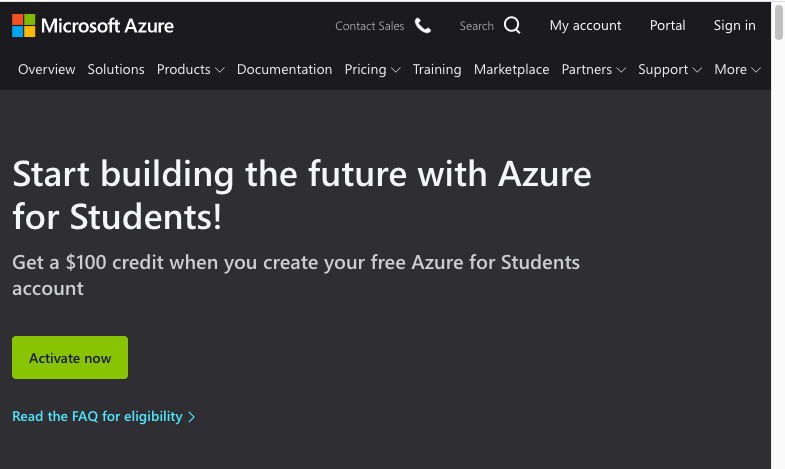 Microsoft Azure
Contact Sales Search My account Portal Sign in
Overview Solutions Products Documentation Pricing Training Marketplace Partners Support More
Start building the future with Azure
for Students!
Get a $100 credit when you create your free Azure for Students
account
Activate now
Read the FAQ for eligibility